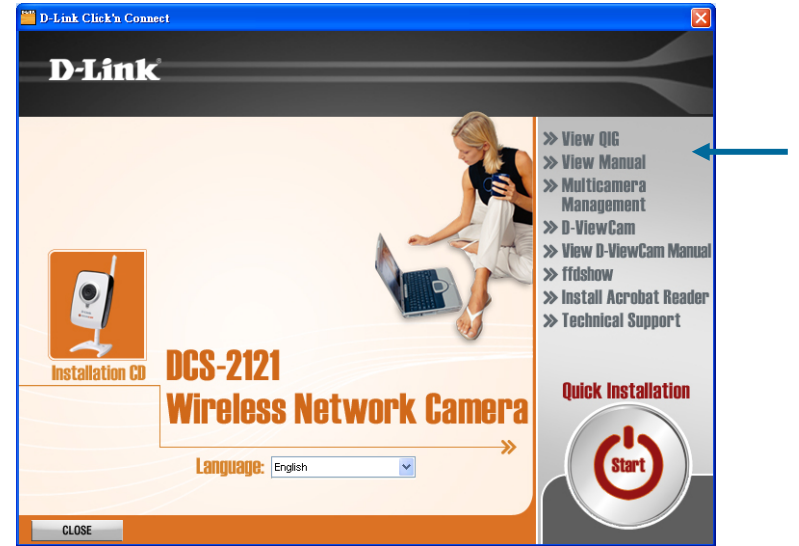 D-Link Click'n Connect
D-Link
» View QIG
» View Manual
» Multicamera
Management
» D-ViewCam
» View D-ViewCam Manual
» ffdshow
» Install Acrobat Reader
» Technical Support
Installation CD
DCS-2121
Wireless Network Camera
»
Language: English
Quick Installation
Start
CLOSE